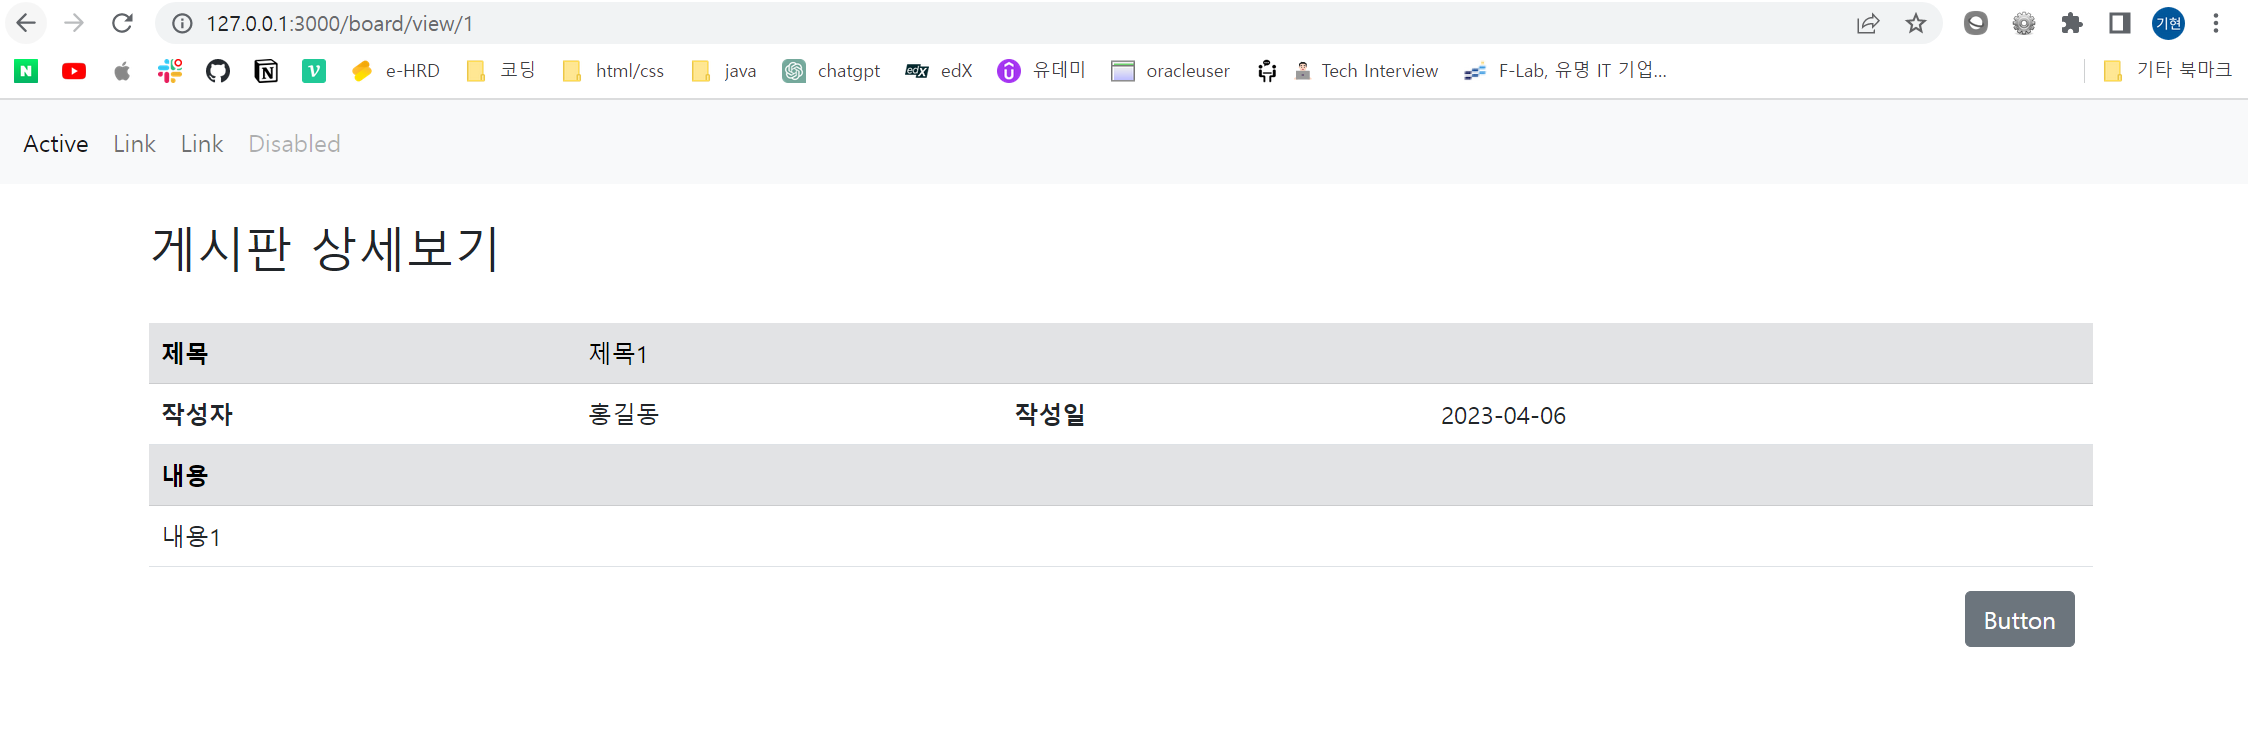 127.0.0.1:3000/board/view/1
기현
N
e-HRD 코딩 html/css java chatgpt edX 유데미 oracleuser Tech Interview F-Lab, 유명 IT 기업... 기타 북마크
Active Link Link Disabled
게시판 상세보기
제목 제목1
작성자 홍길동 작성일 2023-04-06
내용
내용1
Button